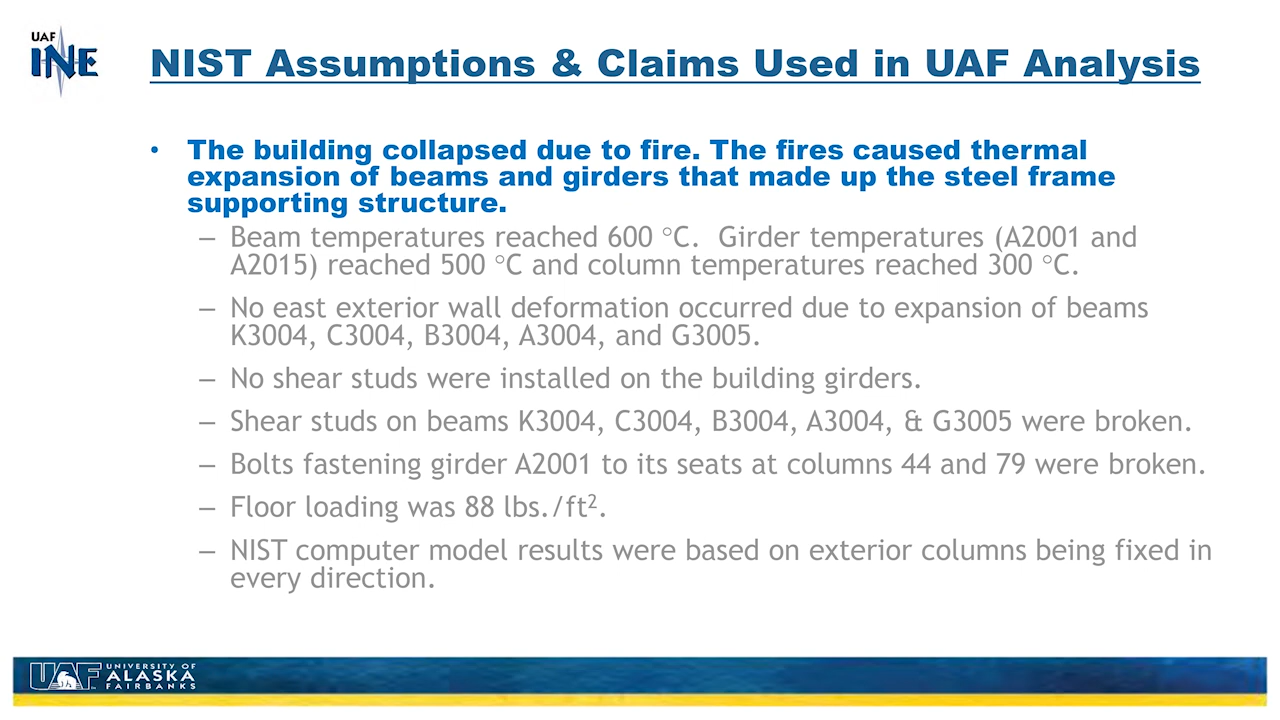 UAF
INE
NIST Assumptions & Claims Used in UAF Analysis
• The building collapsed due to fire. The fires caused thermal
expansion of beams and girders that made up the steel frame
supporting structure.
– Beam temperatures reached 600 °C. Girder temperatures (A2001 and
A2015) reached 500 °C and column temperatures reached 300 °C.
– No east exterior wall deformation occurred due to expansion of beams
K3004, C3004, B3004, A3004, and G3005.
– No shear studs were installed on the building girders.
– Shear studs on beams K3004, C3004, B3004, A3004, & G3005 were broken.
– Bolts fastening girder A2001 to its seats at columns 44 and 79 were broken.
– Floor loading was 88 lbs./ft².
– NIST computer model results were based on exterior columns being fixed in
every direction.
UAF
UNIVERSITY OF
ALASKA
FAIRBANKS